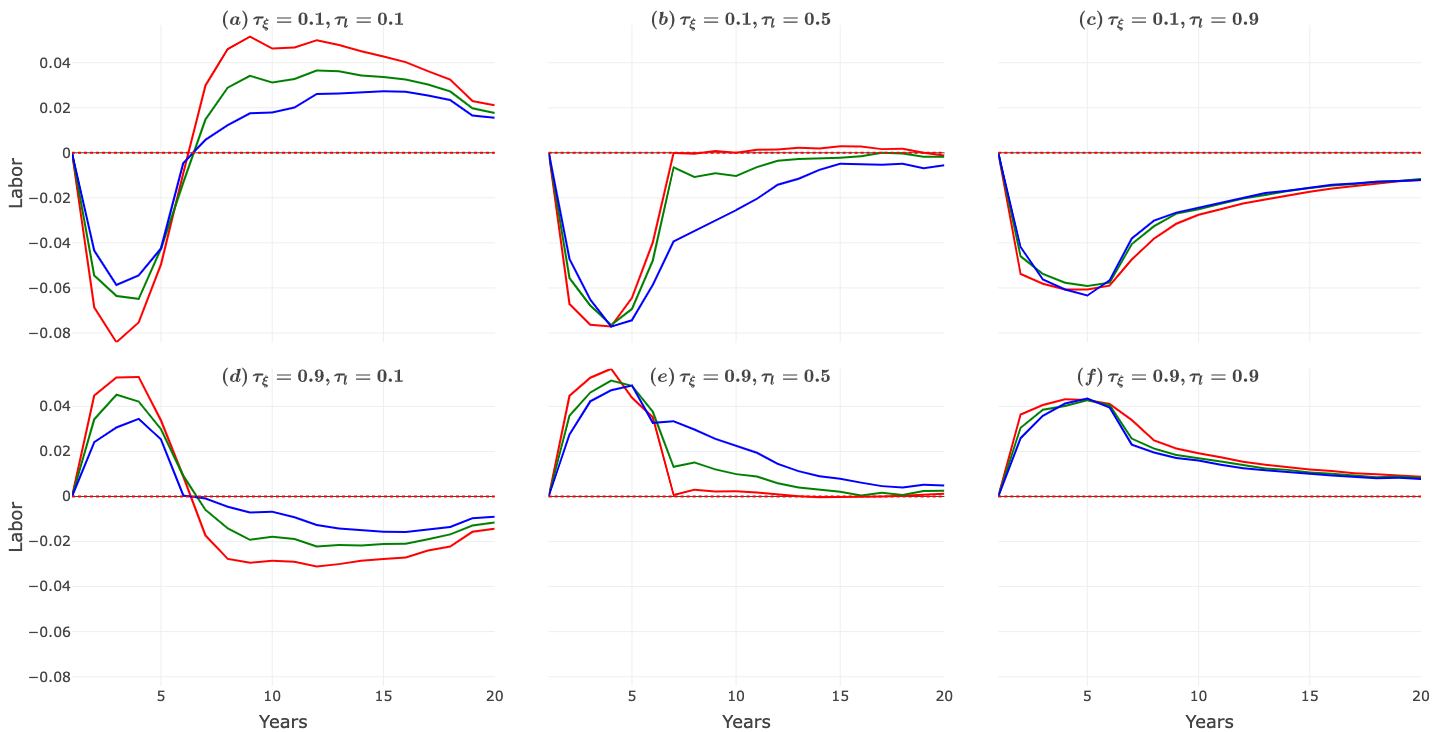 (a) τ_ξ = 0.1, τ_l = 0.1
(b) τ_ξ = 0.1, τ_l = 0.5
(c) τ_ξ = 0.1, τ_l = 0.9
0.04
0.02
0
−0.02
−0.04
−0.06
−0.08
Labor
(d) τ_ξ = 0.9, τ_l = 0.1
(e) τ_ξ = 0.9, τ_l = 0.5
(f) τ_ξ = 0.9, τ_l = 0.9
0.04
0.02
0
−0.02
−0.04
−0.06
−0.08
Labor
5 10 15 20
5 10 15 20
5 10 15 20
Years
Years
Years